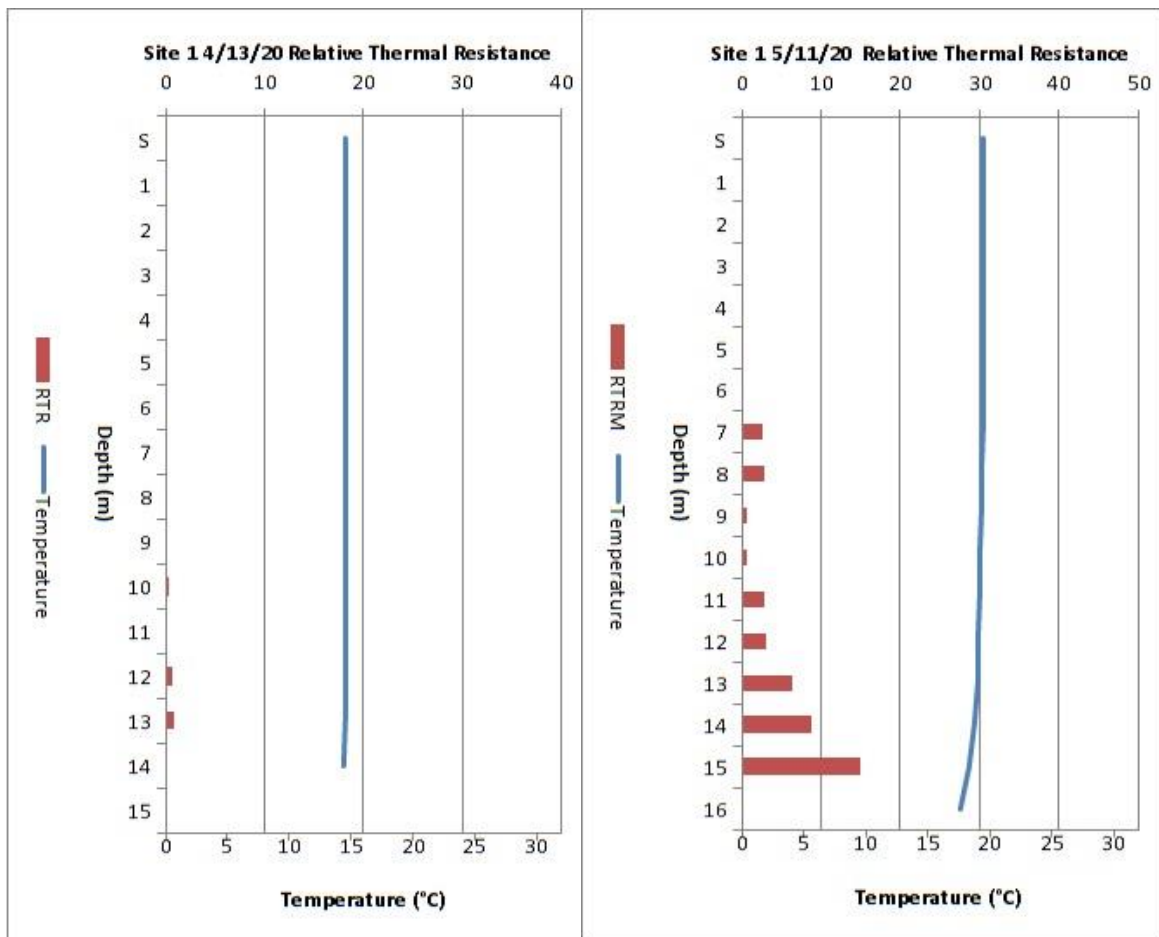 Site 1 4/13/20 Relative Thermal Resistance
0 10 20 30 40
S
1
2
3
4
5
6
7
8
9
10
11
12
13
14
15
Depth (m)
RTR
Temperature
0 5 10 15 20 25 30
Temperature (°C)
Site 1 5/11/20 Relative Thermal Resistance
0 10 20 30 40 50
S
1
2
3
4
5
6
7
8
9
10
11
12
13
14
15
16
Depth (m)
RTRM
Temperature
0 5 10 15 20 25 30
Temperature (°C)